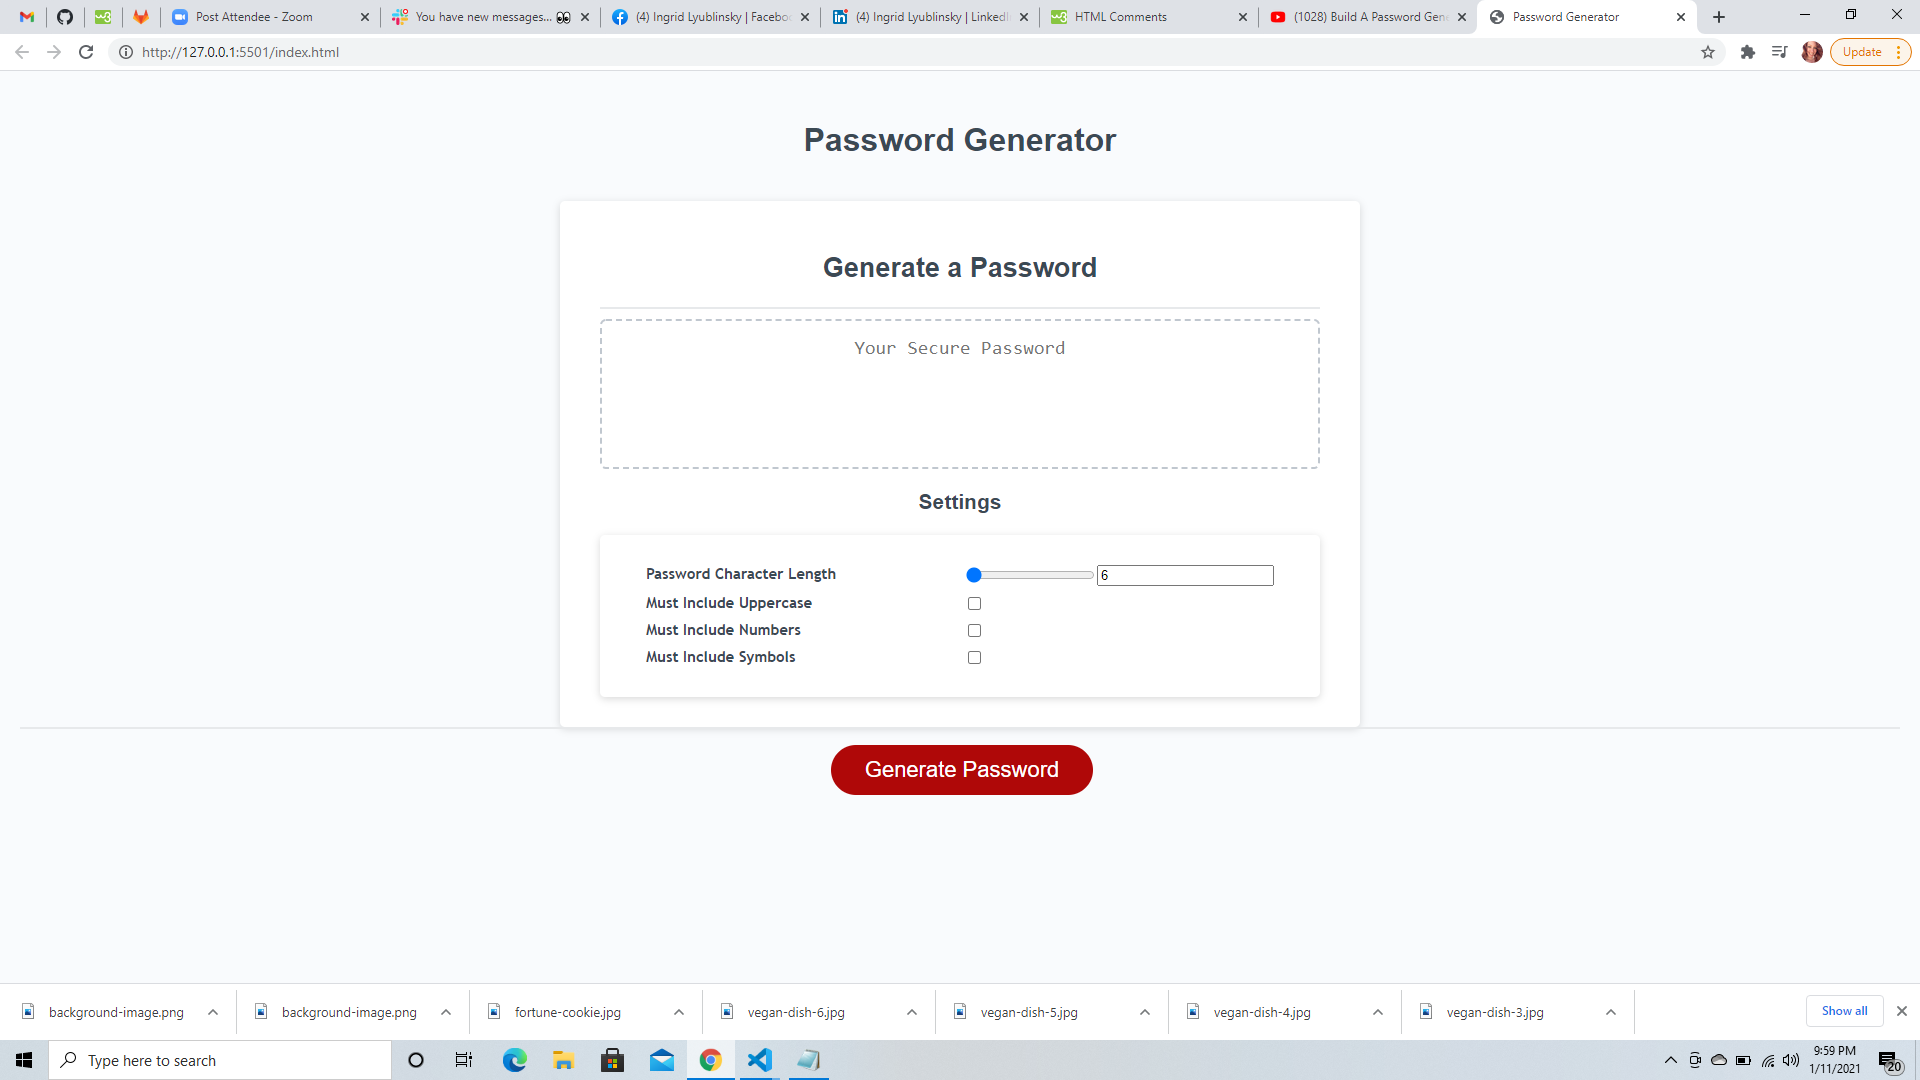 Post Attendee - Zoom
You have new messages...
(4) Ingrid Lyublinsky | Facebo
(4) Ingrid Lyublinsky | LinkedI
HTML Comments
(1028) Build A Password Gene
Password Generator
http://127.0.0.1:5501/index.html
Update
Password Generator
Generate a Password
Your Secure Password
Settings
Password Character Length
6
Must Include Uppercase
Must Include Numbers
Must Include Symbols
Generate Password
background-image.png
background-image.png
fortune-cookie.jpg
vegan-dish-6.jpg
vegan-dish-5.jpg
vegan-dish-4.jpg
vegan-dish-3.jpg
Show all
Type here to search
9:59 PM
1/11/2021
20